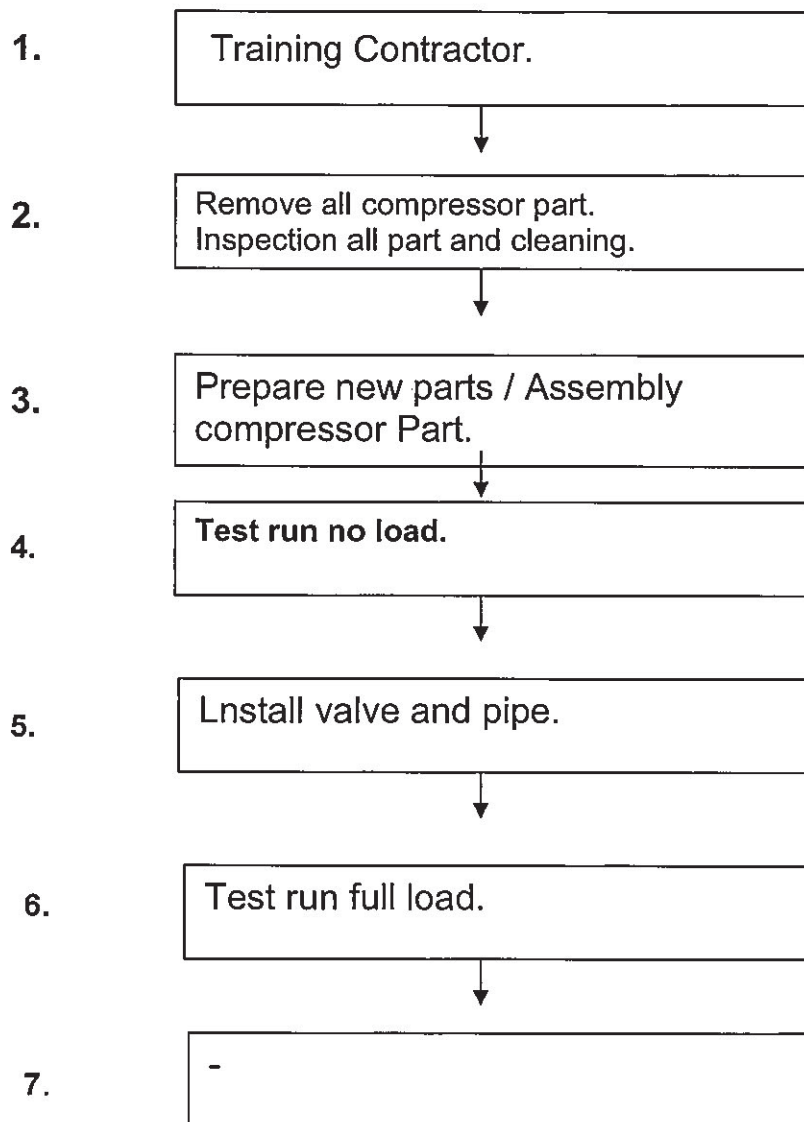 1. Training Contractor.
2. Remove all compressor part.
Inspection all part and cleaning.
3. Prepare new parts / Assembly
compressor Part.
4. Test run no load.
5. Lnstall valve and pipe.
6. Test run full load.
7. -